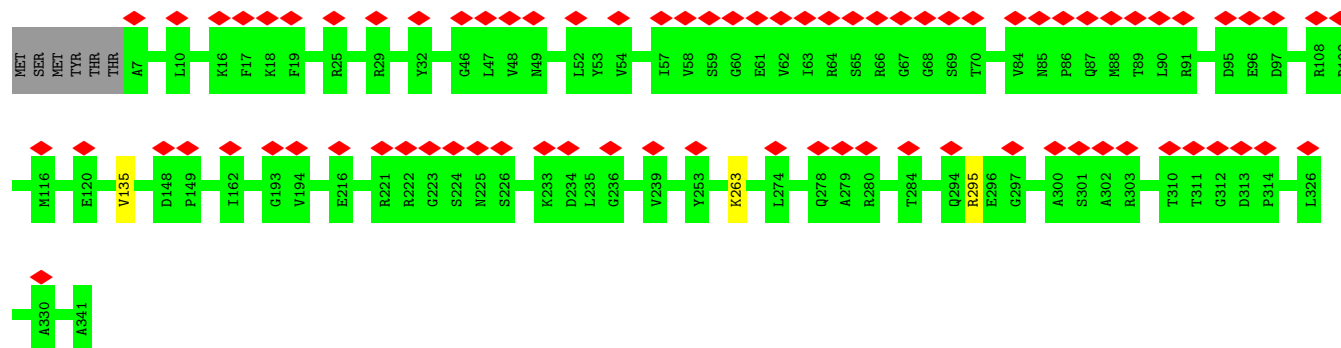 MET SER MET TYR THR THR A7 L10 K16 F17 K18 F19 R25 R29 Y32 G46 L47 V48 N49 L52 Y53 V54 I57 V58 S59 G60 E61 V62 I63 R64 S65 R66 G67 G68 S69 T70 V84 N85 P86 Q87 M88 T89 L90 R91 D95 E96 D97 R108
M116 E120 V135 D148 P149 I162 G193 V194 E216 R221 R222 G223 S224 N225 S226 K233 D234 L235 G236 V239 Y253 K263 L274 Q278 A279 R280 T284 Q294 R295 E296 G297 A300 S301 A302 R303 T310 T311 G312 D313 P314 L326
A330 A341